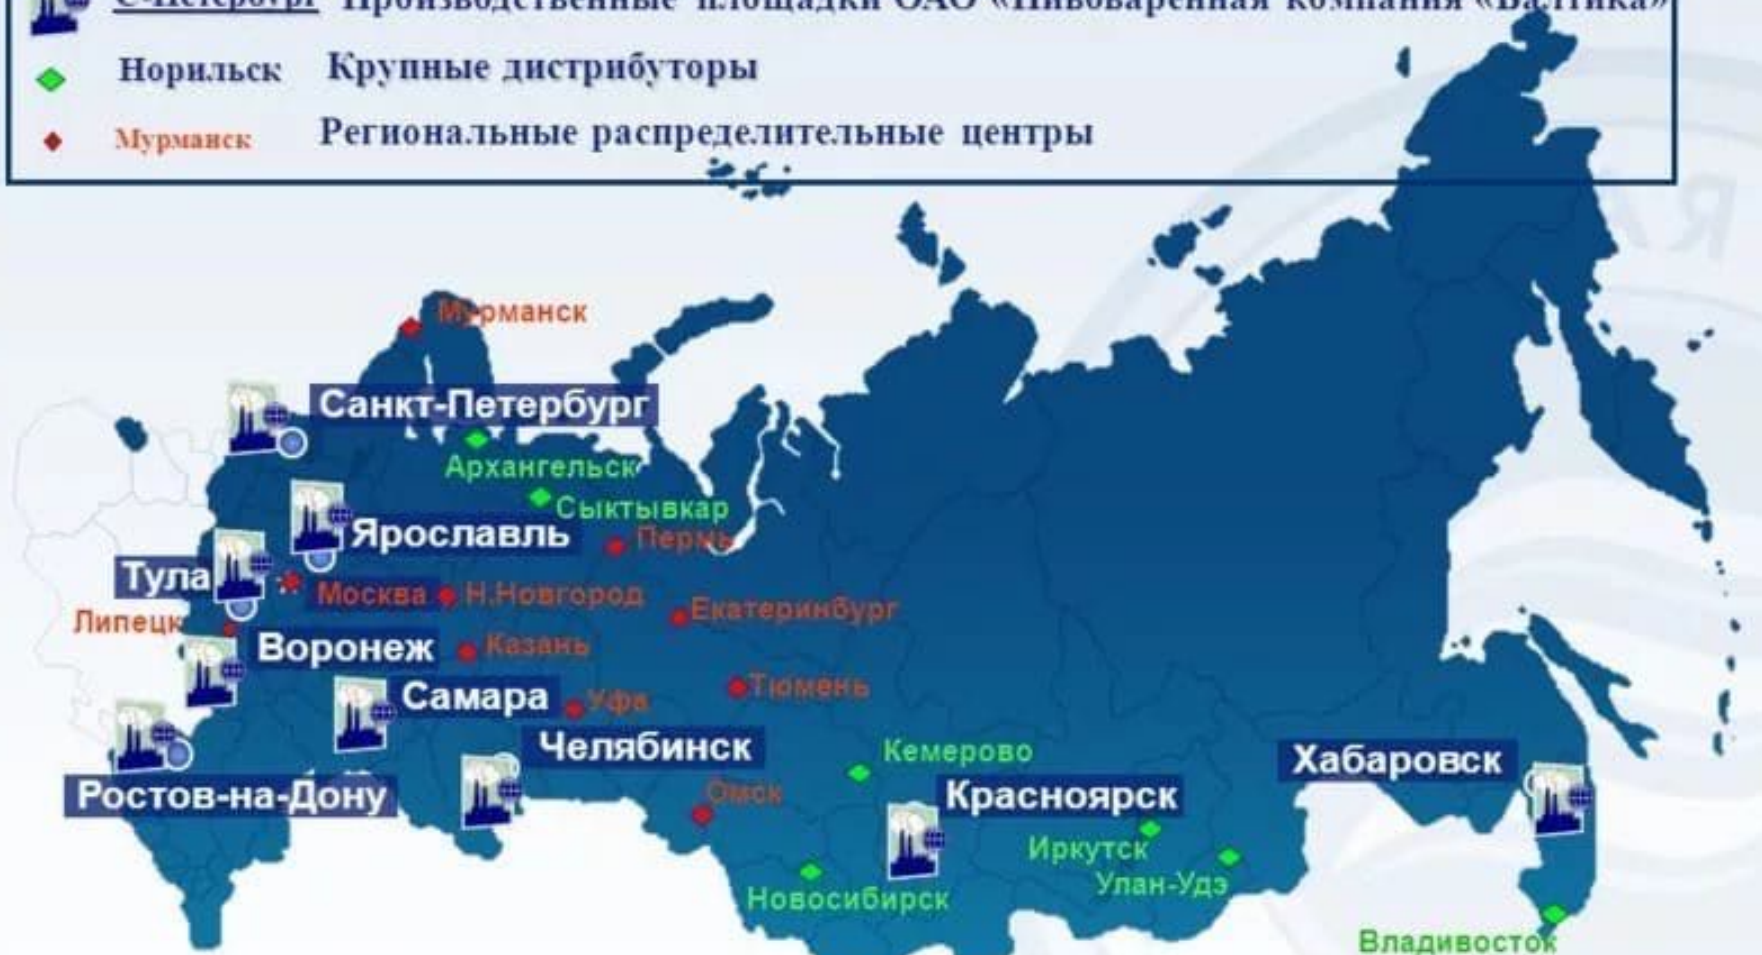 С-Петербург Производственные площадки ОАО «Пивоваренная компания «Балтика»
Норильск Крупные дистрибуторы
Мурманск Региональные распределительные центры
Мурманск
Санкт-Петербург
Архангельск
Сыктывкар
Ярославль
Пермь
Тула
Москва
Н.Новгород
Екатеринбург
Липецк
Воронеж
Казань
Самара
Уфа
Тюмень
Челябинск
Кемерово
Хабаровск
Ростов-на-Дону
Омск
Красноярск
Иркутск
Улан-Удэ
Новосибирск
Владивосток